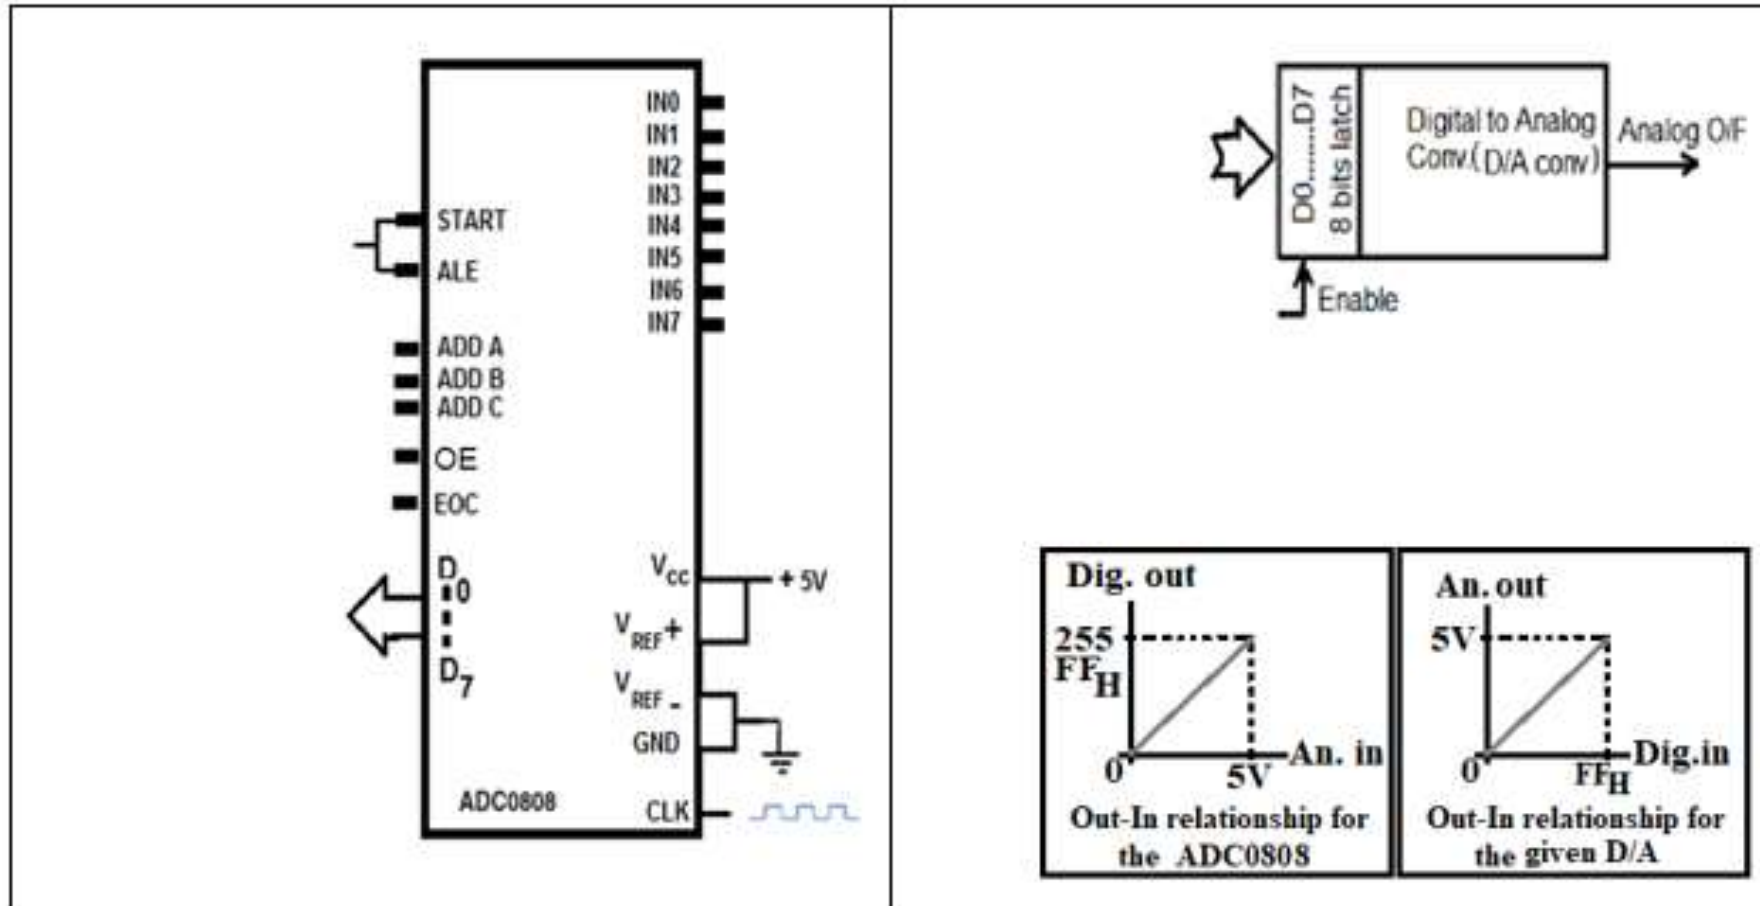 IN0
IN1
IN2
IN3
IN4
IN5
IN6
IN7
START
ALE
ADD A
ADD B
ADD C
OE
EOC
D0
D7
Vcc
+ 5V
VREF+
VREF-
GND
CLK
ADC0808
D0........D7
8 bits latch
Digital to Analog
Conv.(D/A conv)
Analog O/F
Enable
Dig. out
255
FFH
0
5V
An. in
Out-In relationship for
the ADC0808
An. out
5V
0
FFH
Dig.in
Out-In relationship for
the given D/A